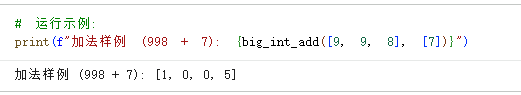 # 运行示例:
print(f"加法样例 (998 + 7): {big_int_add([9, 9, 8], [7])}")
加法样例 (998 + 7): [1, 0, 0, 5]